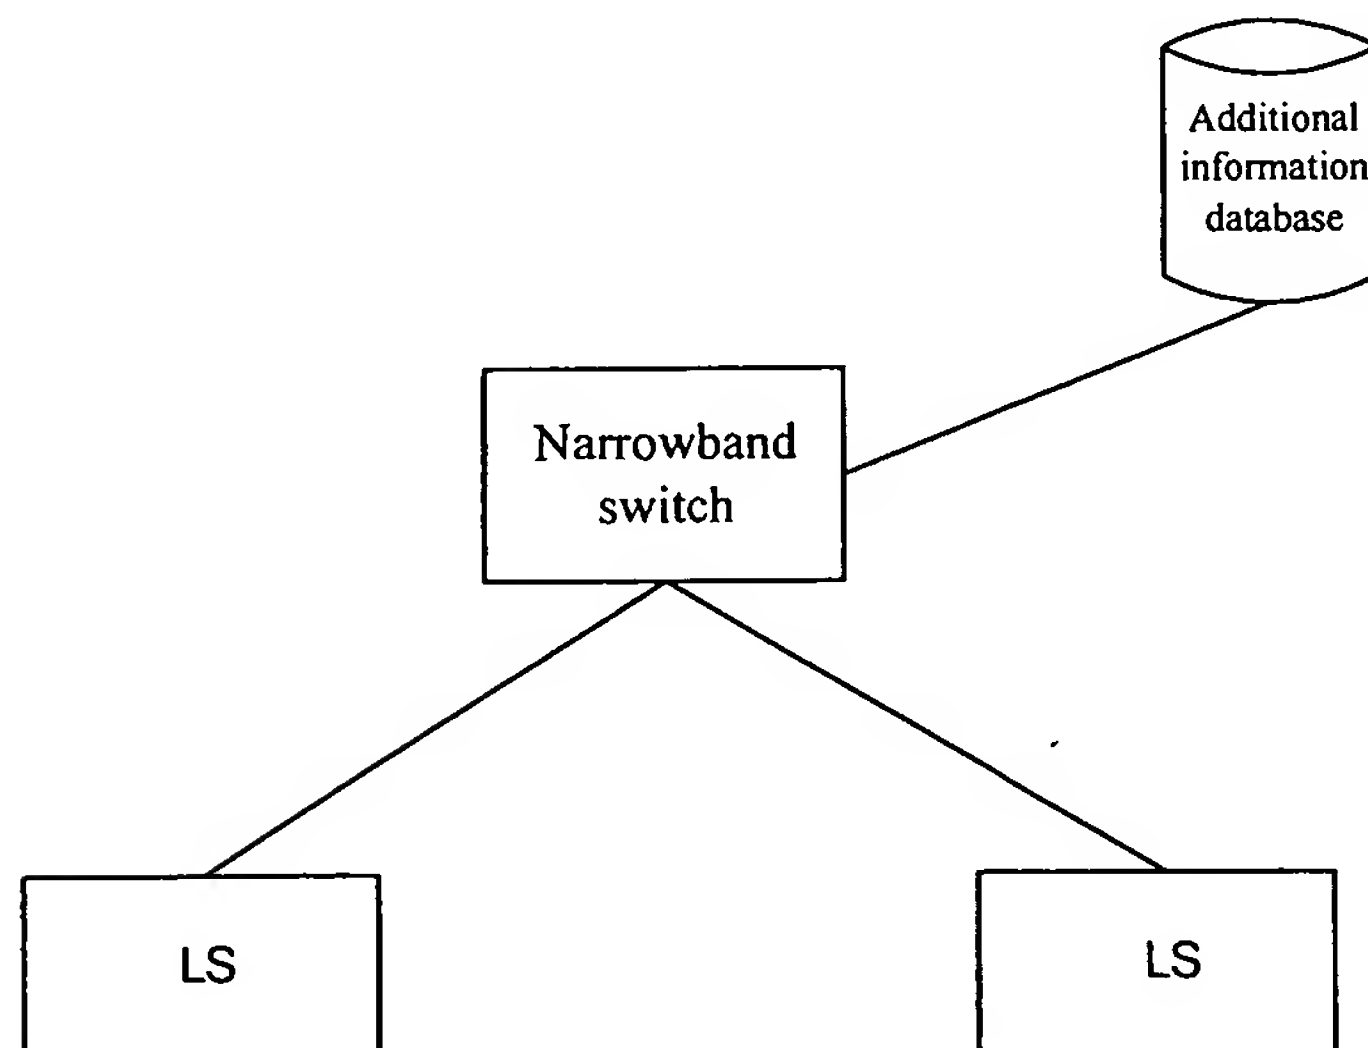 Additional
information
database
Narrowband
switch
LS
LS